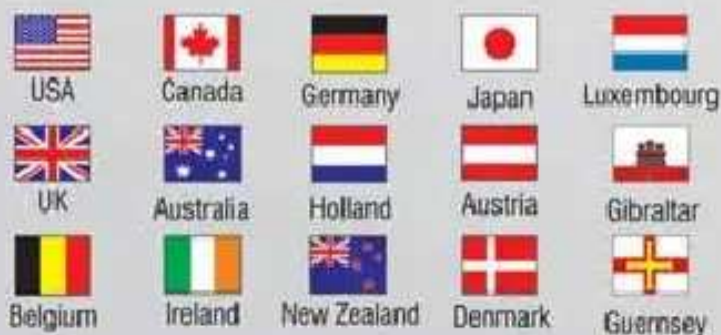 USA Canada Germany Japan Luxembourg
UK Australia Holland Austria Gibraltar
Belgium Ireland New Zealand Denmark Guernsey